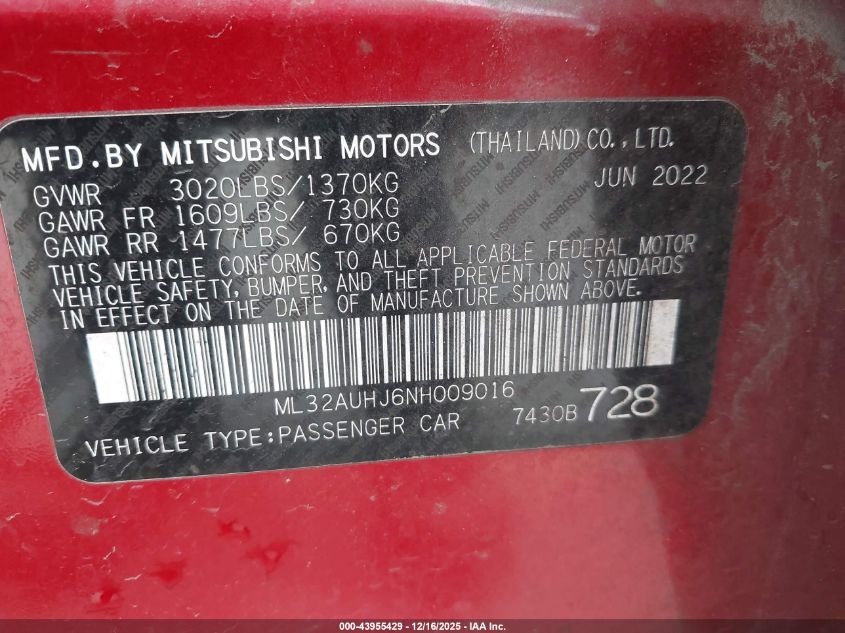 MFD.BY MITSUBISHI MOTORS (THAILAND)CO.,LTD.
GVWR 3020LBS/1370KG JUN 2022
GAWR FR 1609LBS/ 730KG
GAWR RR 1477LBS/ 670KG
THIS VEHICLE CONFORMS TO ALL APPLICABLE FEDERAL MOTOR
VEHICLE SAFETY, BUMPER, AND THEFT PREVENTION STANDARDS
IN EFFECT ON THE DATE OF MANUFACTURE SHOWN ABOVE.
ML32AUHJ6NH009016
7430B 728
VEHICLE TYPE:PASSENGER CAR
000-43955429 - 12/16/2025 - IAA Inc.